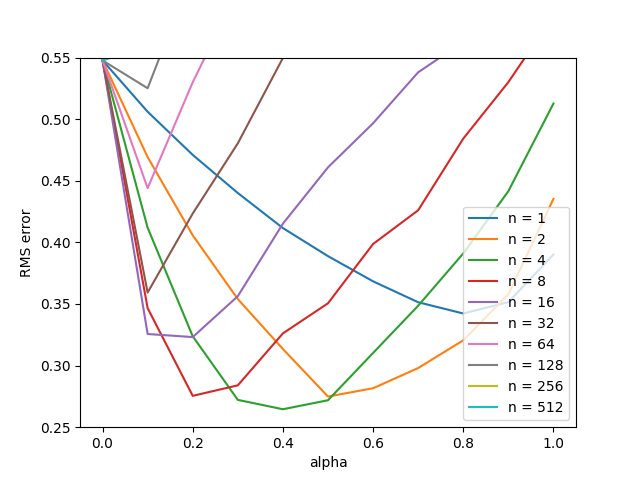 0.55
0.50
0.45
0.40
0.35
0.30
0.25
RMS error
n = 1
n = 2
n = 4
n = 8
n = 16
n = 32
n = 64
n = 128
n = 256
n = 512
0.0 0.2 0.4 0.6 0.8 1.0
alpha